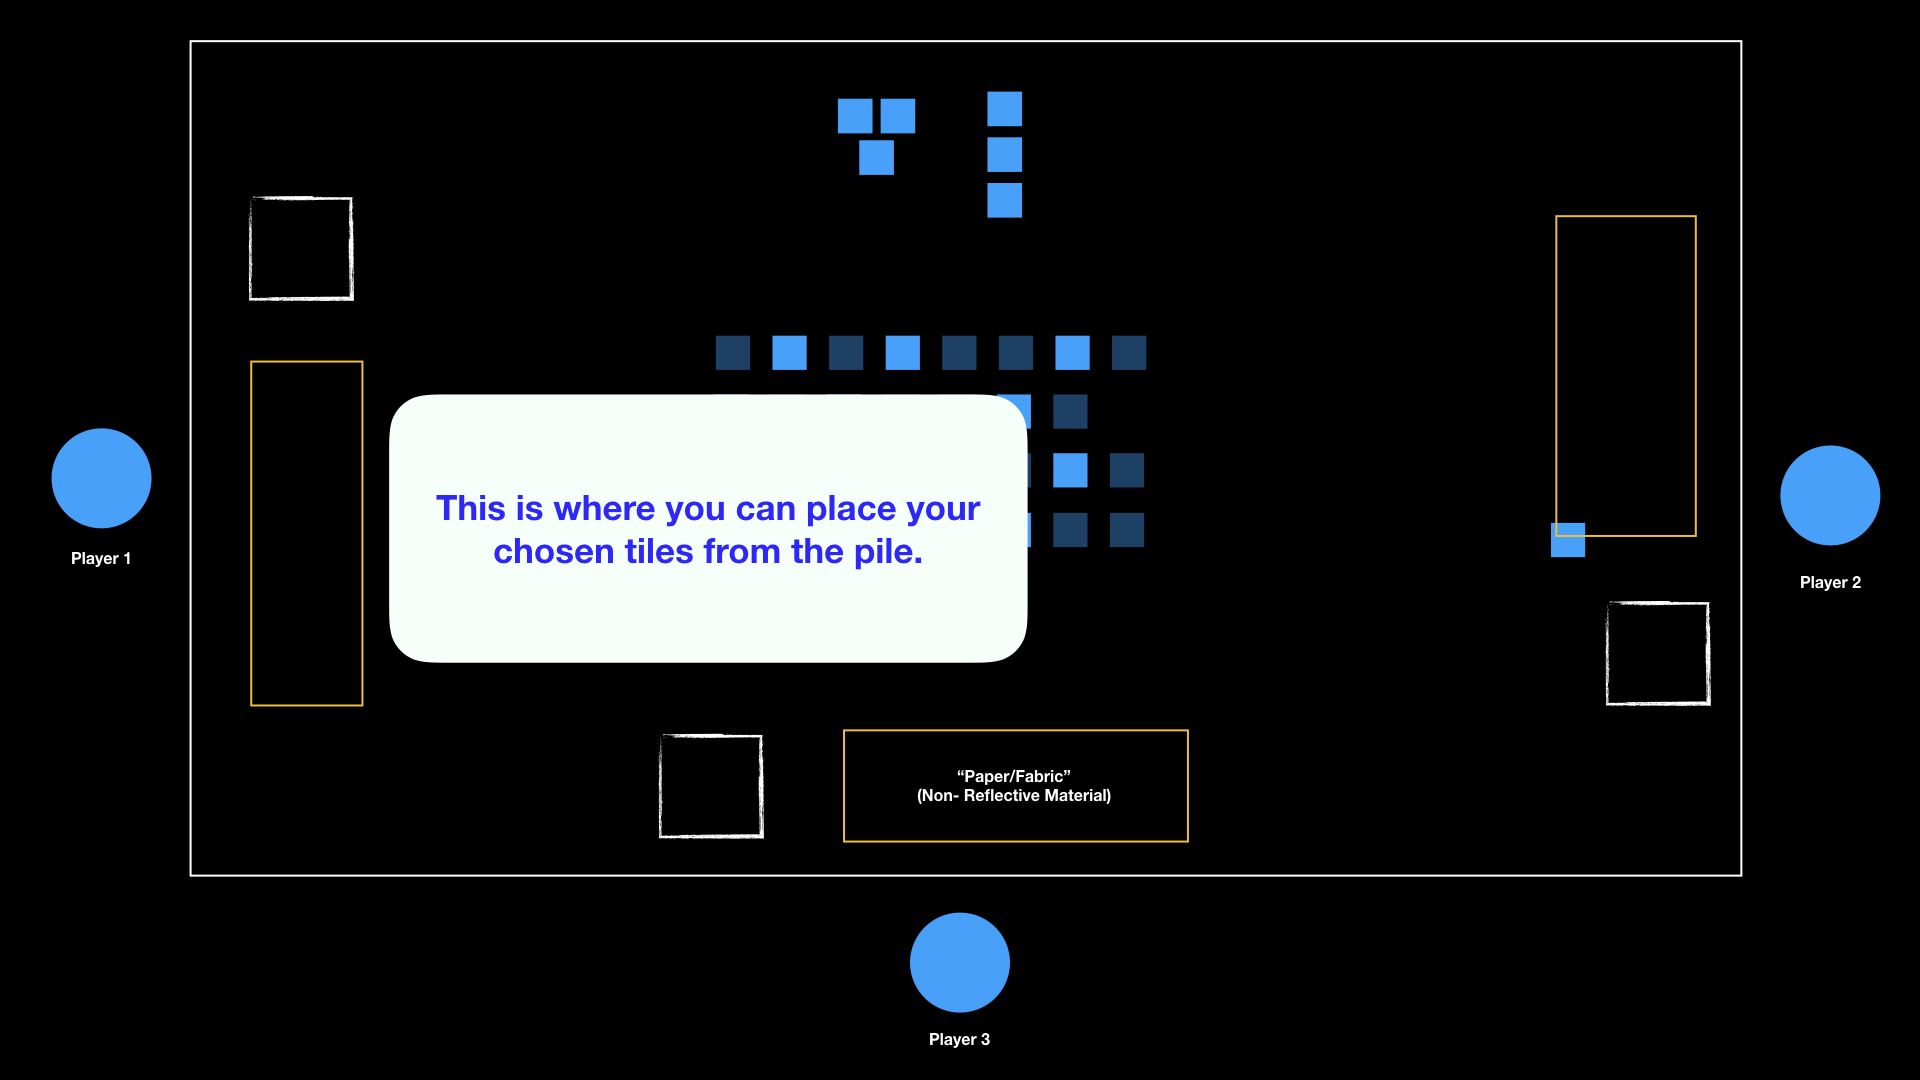 This is where you can place your
chosen tiles from the pile.
Player 1
Player 2
“Paper/Fabric”
(Non- Reflective Material)
Player 3